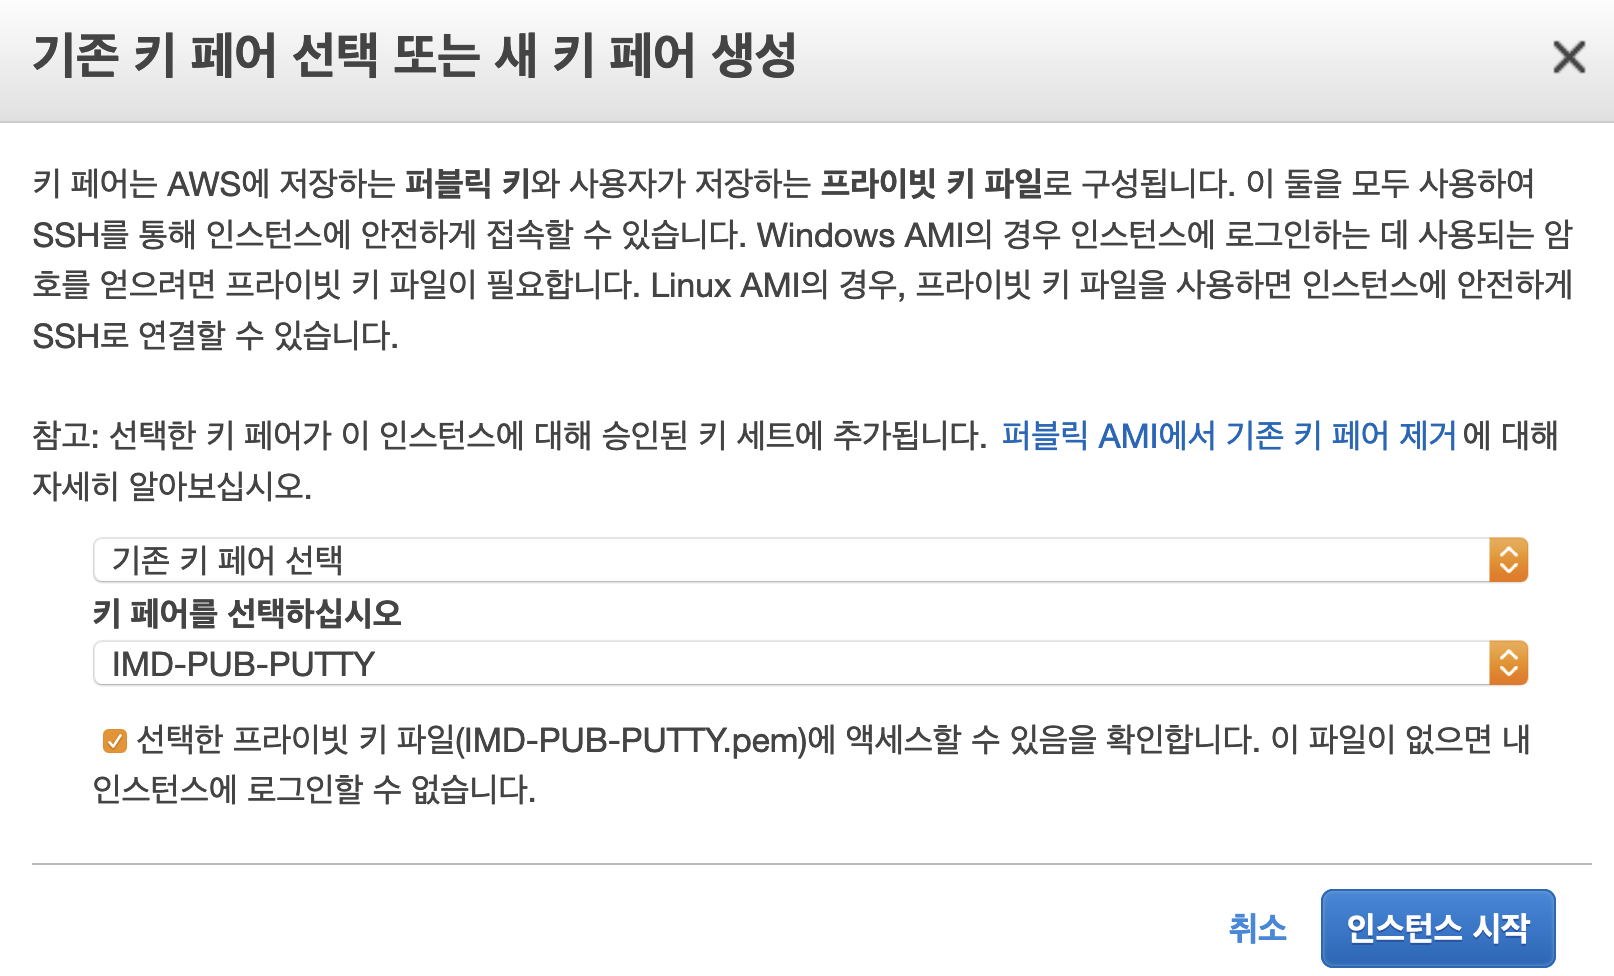 기존 키 페어 선택 또는 새 키 페어 생성
키 페어는 AWS에 저장하는 퍼블릭 키와 사용자가 저장하는 프라이빗 키 파일로 구성됩니다. 이 둘을 모두 사용하여
SSH를 통해 인스턴스에 안전하게 접속할 수 있습니다. Windows AMI의 경우 인스턴스에 로그인하는 데 사용되는 암
호를 얻으려면 프라이빗 키 파일이 필요합니다. Linux AMI의 경우, 프라이빗 키 파일을 사용하면 인스턴스에 안전하게
SSH로 연결할 수 있습니다.
참고: 선택한 키 페어가 이 인스턴스에 대해 승인된 키 세트에 추가됩니다. 퍼블릭 AMI에서 기존 키 페어 제거에 대해
자세히 알아보십시오.
기존 키 페어 선택
키 페어를 선택하십시오
IMD-PUB-PUTTY
선택한 프라이빗 키 파일(IMD-PUB-PUTTY.pem)에 액세스할 수 있음을 확인합니다. 이 파일이 없으면 내
인스턴스에 로그인할 수 없습니다.
취소
인스턴스 시작